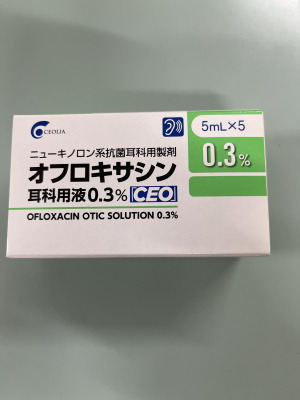 CEOLIA
5mL×5
ニューキノロン系抗菌耳科用製剤
オフロキサシン
0.3%
耳科用液0.3%「CEO」
OFLOXACIN OTIC SOLUTION 0.3%